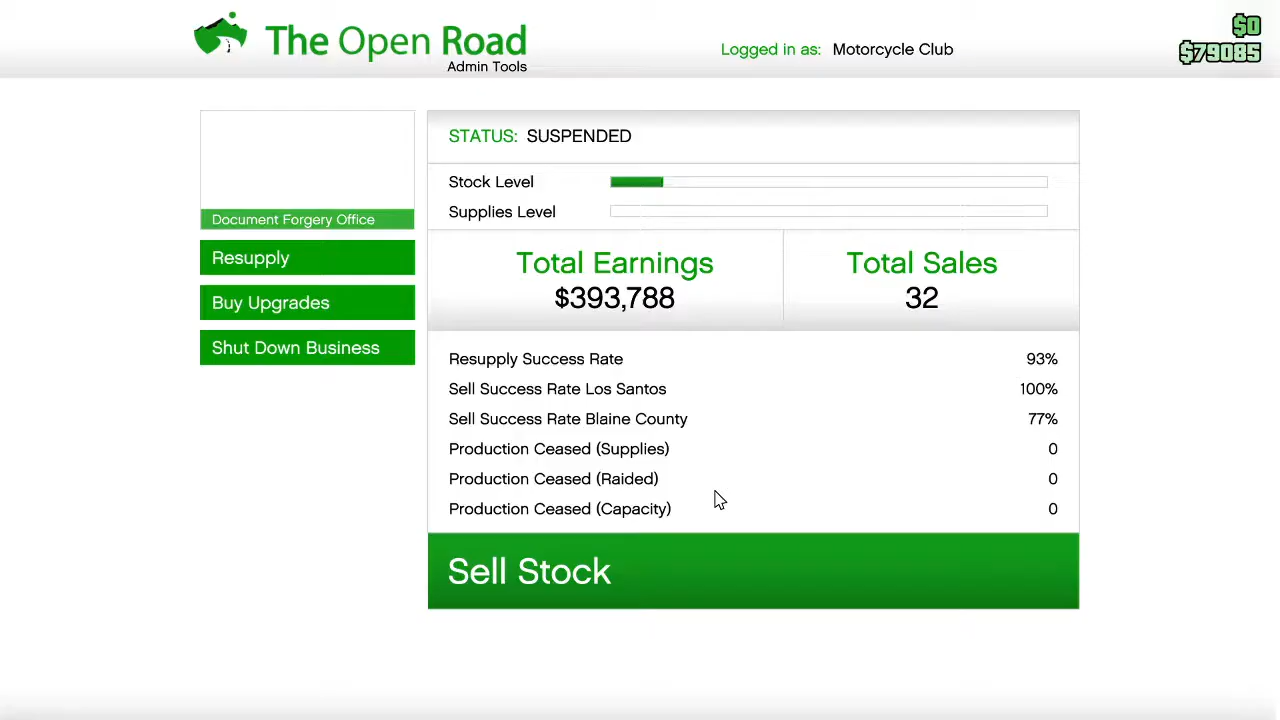 The Open Road
Admin Tools
Logged in as: Motorcycle Club
$0
$79085
Document Forgery Office
Resupply
Buy Upgrades
Shut Down Business
STATUS: SUSPENDED
Stock Level
Supplies Level
Total Earnings
$393,788
Total Sales
32
Resupply Success Rate 93%
Sell Success Rate Los Santos 100%
Sell Success Rate Blaine County 77%
Production Ceased (Supplies) 0
Production Ceased (Raided) 0
Production Ceased (Capacity) 0
Sell Stock